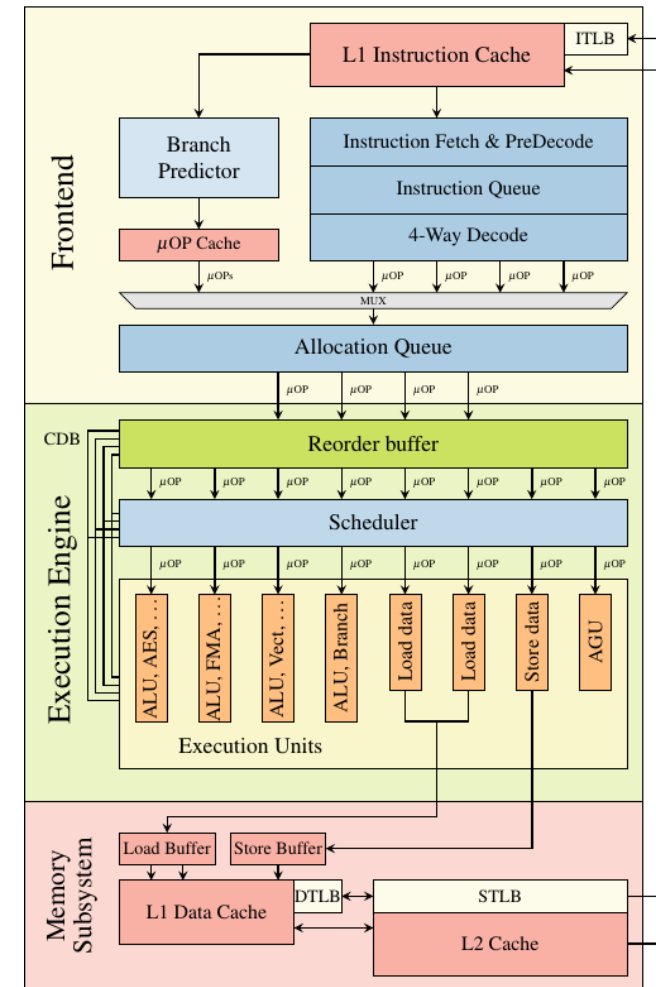 L1 Instruction Cache
ITLB
Frontend
Branch
Predictor
Instruction Fetch & PreDecode
Instruction Queue
4-Way Decode
μOP Cache
μOPs
μOP
μOP
μOP
μOP
MUX
Allocation Queue
μOP
μOP
μOP
μOP
Execution Engine
CDB
Reorder buffer
μOP
μOP
μOP
μOP
μOP
μOP
μOP
μOP
Scheduler
μOP
μOP
μOP
μOP
μOP
μOP
μOP
μOP
ALU, AES, …
ALU, FMA, …
ALU, Vect, …
ALU, Branch
Load data
Load data
Store data
AGU
Execution Units
Memory
Subsystem
Load Buffer
Store Buffer
L1 Data Cache
DTLB
STLB
L2 Cache